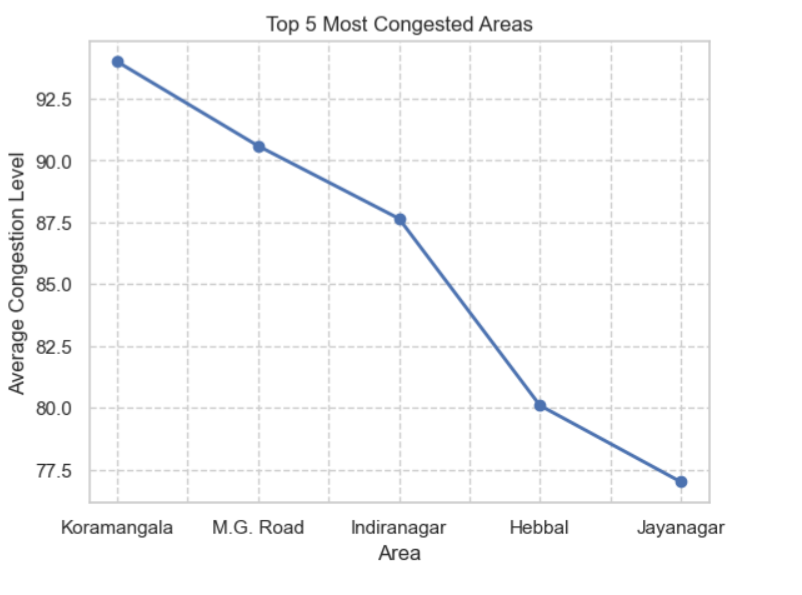 Top 5 Most Congested Areas
Average Congestion Level
92.5
90.0
87.5
85.0
82.5
80.0
77.5
Koramangala M.G. Road Indiranagar Hebbal Jayanagar
Area